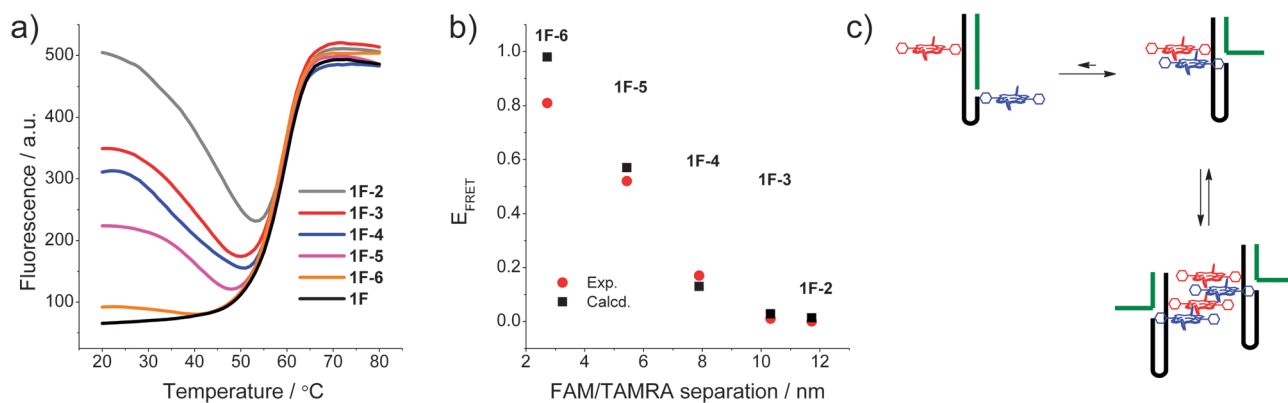 a)
500
400
300
200
100
Fluorescence / a.u.
20 30 40 50 60 70 80
Temperature / °C
1F-2
1F-3
1F-4
1F-5
1F-6
1F
b)
1.0
0.8
0.6
0.4
0.2
0.0
E_FRET
2 4 6 8 10 12 14
FAM/TAMRA separation / nm
1F-6
1F-5
1F-4
1F-3
1F-2
Exp.
Calcd.
c)